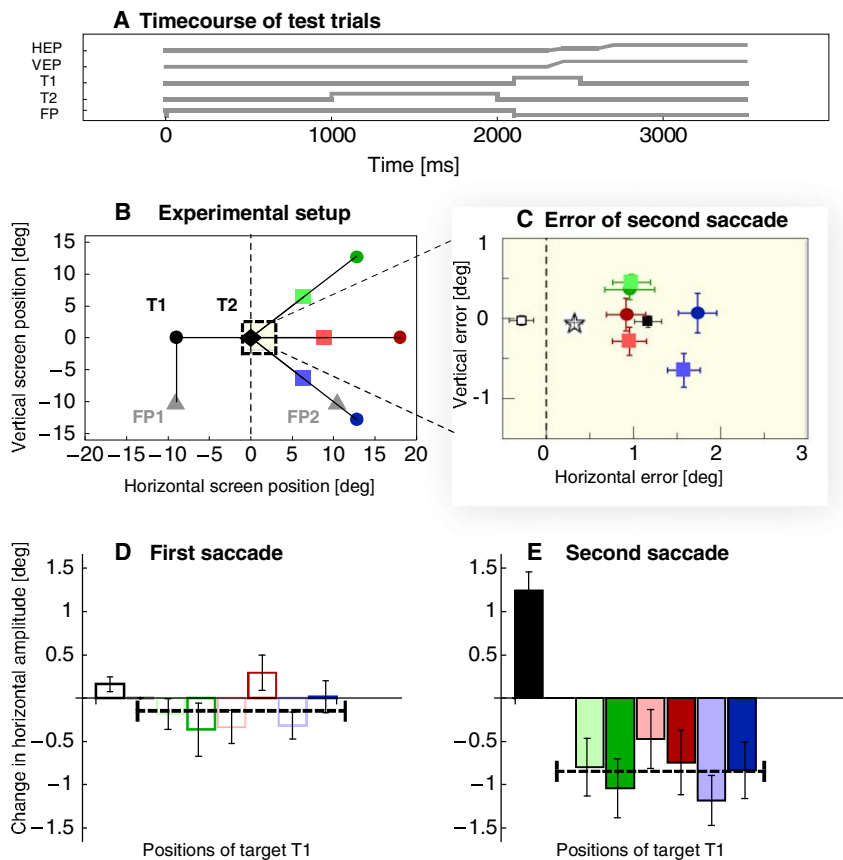 A Timecourse of test trials
HEP
VEP
T1
T2
FP
0 1000 2000 3000
Time [ms]
B Experimental setup
Vertical screen position [deg]
15
10
5
0
−5
−10
−15
T1 T2
FP1 FP2
−20 −15 −10 −5 0 5 10 15 20
Horizontal screen position [deg]
C Error of second saccade
Vertical error [deg]
1
0
-1
0 1 2 3
Horizontal error [deg]
D First saccade
Change in horizontal amplitude [deg]
1.5
1
0.5
−0.5
−1
−1.5
Positions of target T1
E Second saccade
1.5
1
0.5
−0.5
−1
−1.5
Positions of target T1